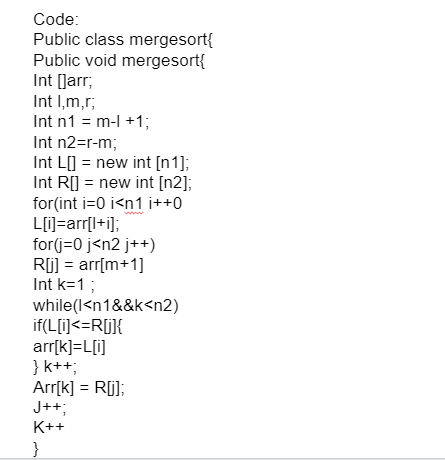 Code:
Public class mergesort{
Public void mergesort{
Int []arr;
Int l,m,r;
Int n1 = m-l +1;
Int n2=r-m;
Int L[] = new int [n1];
Int R[] = new int [n2];
for(int i=0 i<n1 i++0
L[i]=arr[l+i];
for(j=0 j<n2 j++)
R[j] = arr[m+1]
Int k=1 ;
while(I<n1&&k<n2)
if(L[i]<=R[j]{
arr[k]=L[i]
} k++;
Arr[k] = R[j];
J++;
K++
}